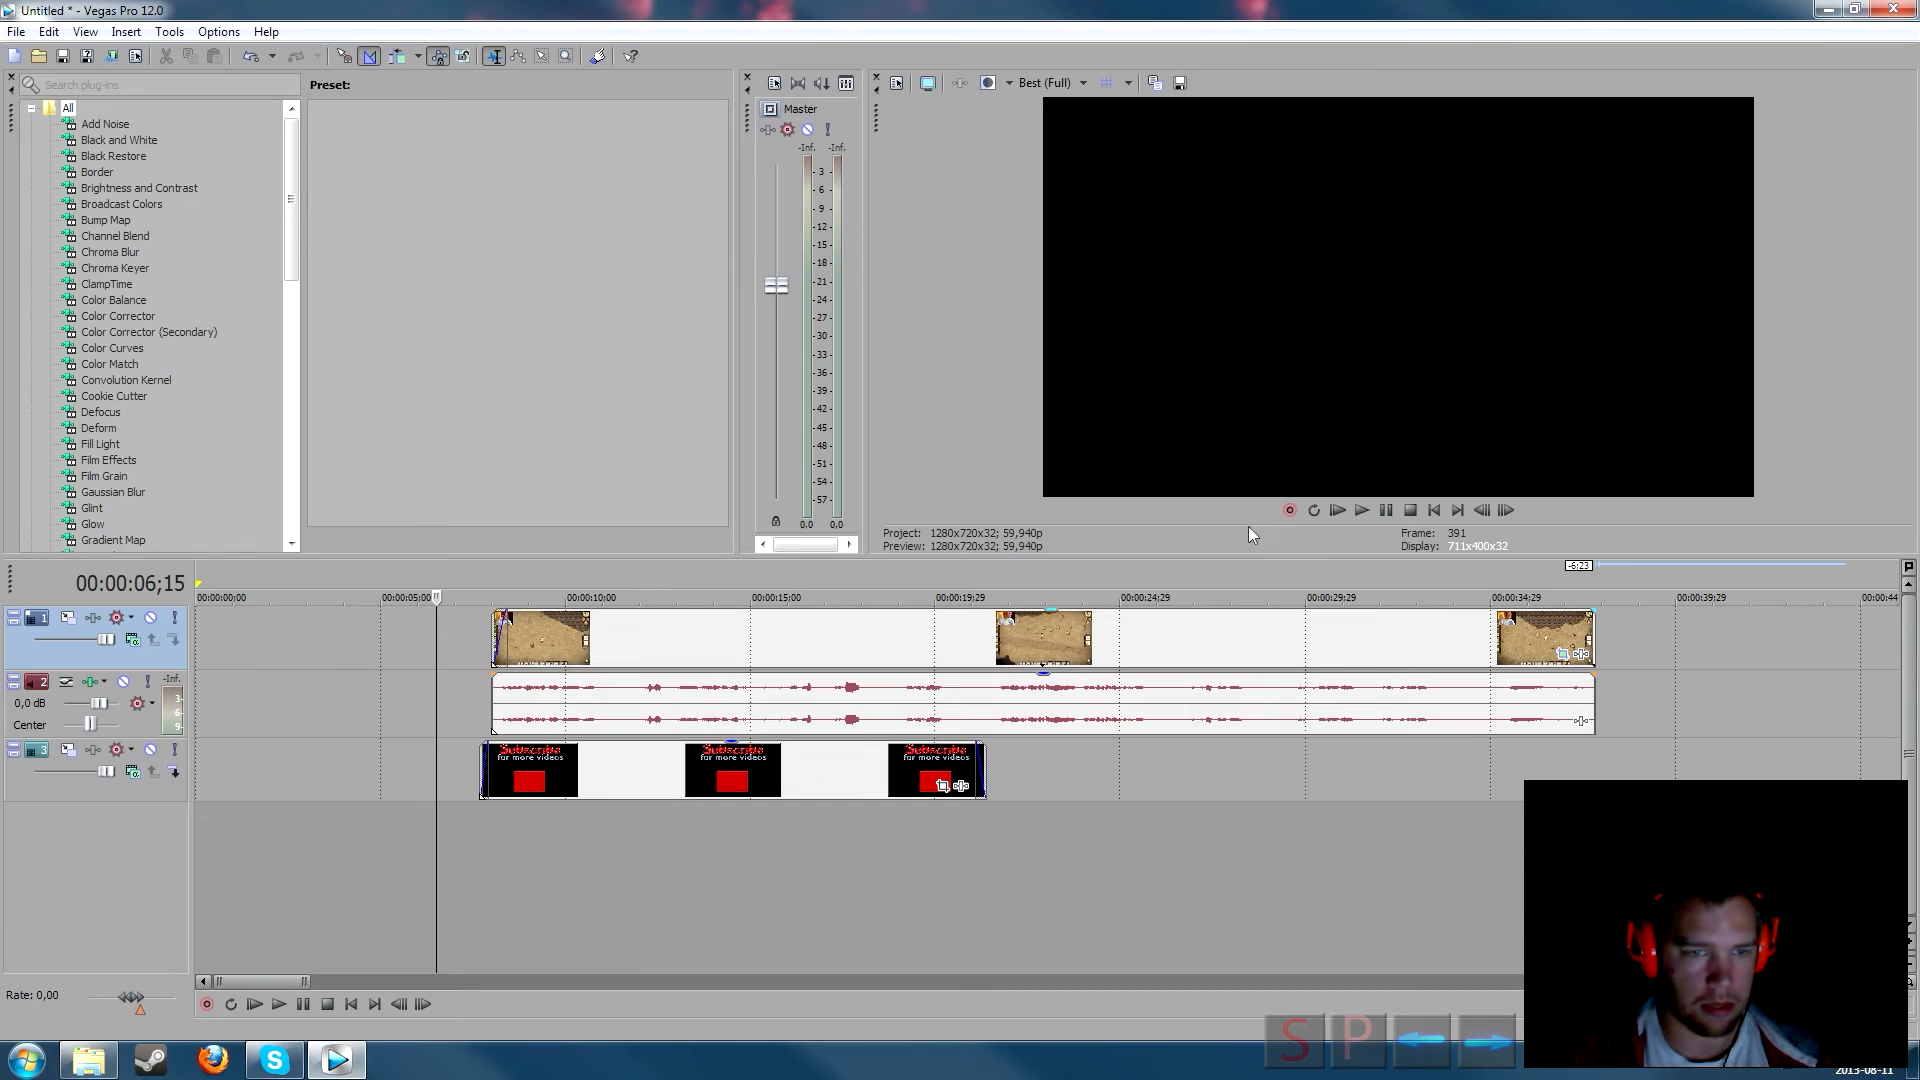 Untitled * - Vegas Pro 12.0
File Edit View Insert Tools Options Help
Search plug-ins
Preset:
All
Add Noise
Black and White
Black Restore
Border
Brightness and Contrast
Broadcast Colors
Bump Map
Channel Blend
Chroma Blur
Chroma Keyer
ClampTime
Color Balance
Color Corrector
Color Corrector (Secondary)
Color Curves
Color Match
Convolution Kernel
Cookie Cutter
Defocus
Deform
Fill Light
Film Effects
Film Grain
Gaussian Blur
Glint
Glow
Gradient Map
Master
-Inf. -Inf.
3
6
9
12
15
18
21
24
27
30
33
36
39
42
45
48
51
54
57
0,0 0,0
Best (Full)
Project: 1280x720x32; 59,940p
Preview: 1280x720x32; 59,940p
Frame: 391
Display: 711x400x32
-6:23
00:00:06;15
00:00:00;00 00:00:05;00 00:00:10;00 00:00:15;00 00:00:19;29 00:00:24;29 00:00:29;29 00:00:34;29 00:00:39;29 00:00:44
1
2
-Inf.
0,0 dB
3
6
Center
9
3
Subscribe
for more videos
Subscribe
for more videos
Subscribe
for more videos
Rate: 0,00
S P
2013-08-11